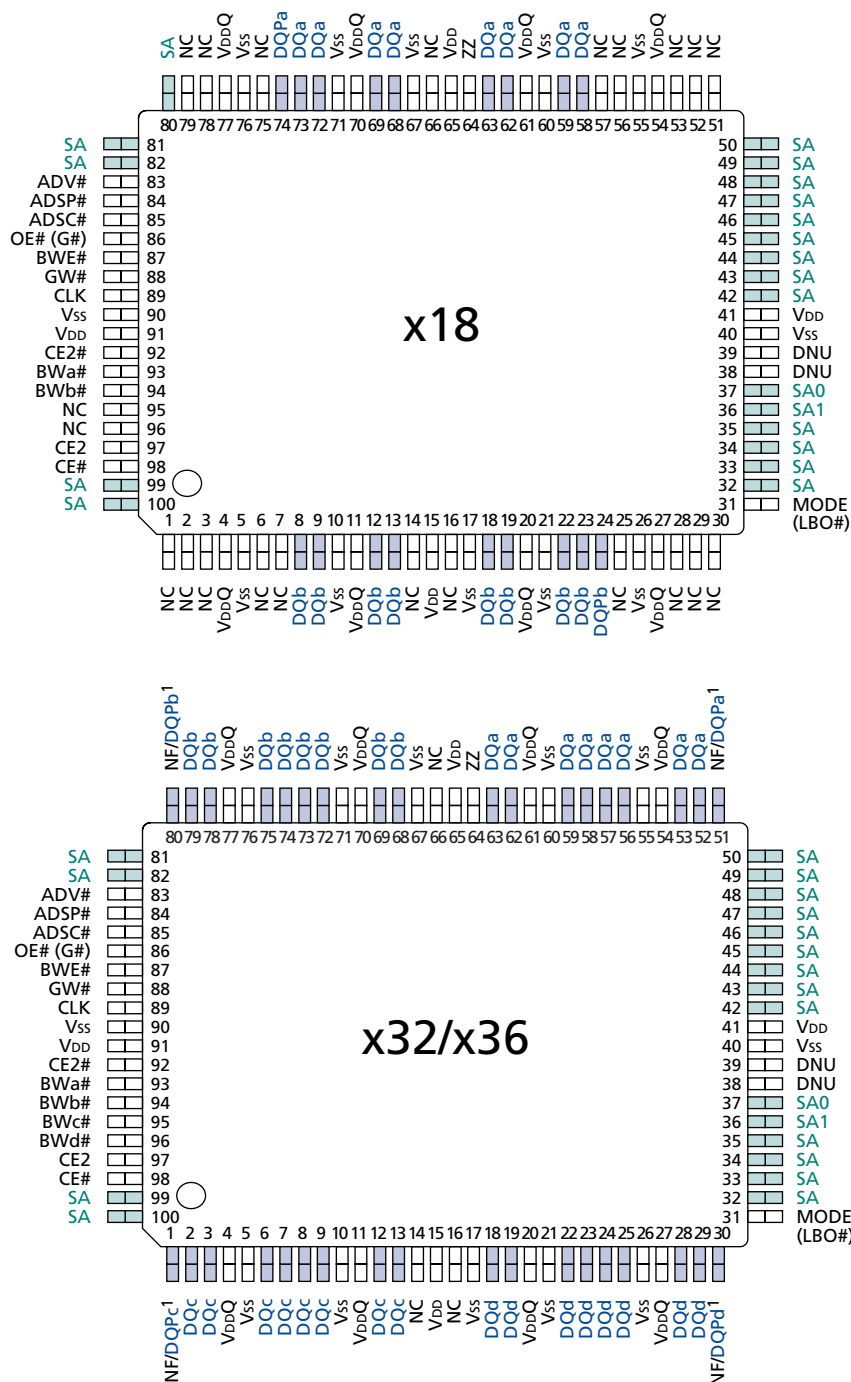 SA NC NC VDDQ VSS NC DQPa DQa DQa VSS VDDQ DQa DQa VSS NC VDD ZZ DQa DQa VDDQ VSS DQa DQa NC NC VSS VDDQ NC NC NC
80 79 78 77 76 75 74 73 72 71 70 69 68 67 66 65 64 63 62 61 60 59 58 57 56 55 54 53 52 51
SA 81 50 SA
SA 82 49 SA
ADV# 83 48 SA
ADSP# 84 47 SA
ADSC# 85 46 SA
OE# (G#) 86 45 SA
BWE# 87 44 SA
GW# 88 43 SA
CLK 89 42 SA
VSS 90 41 VDD
x18
VDD 91 40 VSS
CE2# 92 39 DNU
BWa# 93 38 DNU
BWb# 94 37 SA0
NC 95 36 SA1
NC 96 35 SA
CE2 97 34 SA
CE# 98 33 SA
SA 99 32 SA
SA 100 31 MODE
(LBO#)
1 2 3 4 5 6 7 8 9 10 11 12 13 14 15 16 17 18 19 20 21 22 23 24 25 26 27 28 29 30
NC NC NC VDDQ VSS NC NC DQb DQb VSS VDDQ DQb DQb NC VDD NC VSS DQb DQb VDDQ VSS DQb DQb DQPb NC VSS VDDQ NC NC NC
NF/DQPb1 DQb DQb VDDQ VSS DQb DQb DQb DQb VSS VDDQ DQb DQb VSS NC VDD ZZ DQa DQa VDDQ VSS DQa DQa DQa DQa VSS VDDQ DQa DQa NF/DQPa1
80 79 78 77 76 75 74 73 72 71 70 69 68 67 66 65 64 63 62 61 60 59 58 57 56 55 54 53 52 51
SA 81 50 SA
SA 82 49 SA
ADV# 83 48 SA
ADSP# 84 47 SA
ADSC# 85 46 SA
OE# (G#) 86 45 SA
BWE# 87 44 SA
GW# 88 43 SA
CLK 89 42 SA
VSS 90 41 VDD
x32/x36
VDD 91 40 VSS
CE2# 92 39 DNU
BWa# 93 38 DNU
BWb# 94 37 SA0
BWc# 95 36 SA1
BWd# 96 35 SA
CE2 97 34 SA
CE# 98 33 SA
SA 99 32 SA
SA 100 31 MODE
(LBO#)
1 2 3 4 5 6 7 8 9 10 11 12 13 14 15 16 17 18 19 20 21 22 23 24 25 26 27 28 29 30
NF/DQPc1 DQc DQc VDDQ VSS DQc DQc DQc DQc VSS VDDQ DQc DQc NC VDD NC VSS DQd DQd VDDQ VSS DQd DQd DQd DQd VSS VDDQ DQd DQd NF/DQPd1